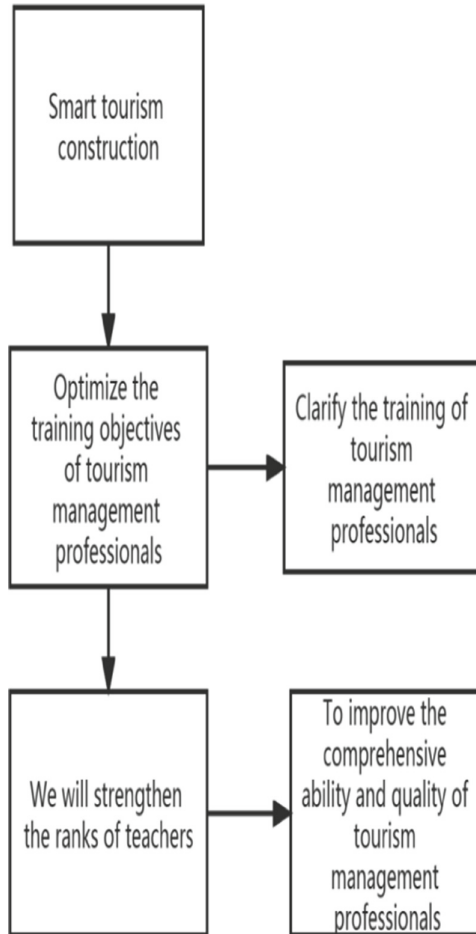 Smart tourism
construction
Optimize the
training objectives
of tourism
management
professionals
Clarify the training of
tourism
management
professionals
We will strengthen
the ranks of teachers
To improve the
comprehensive
ability and quality of
tourism
management
professionals